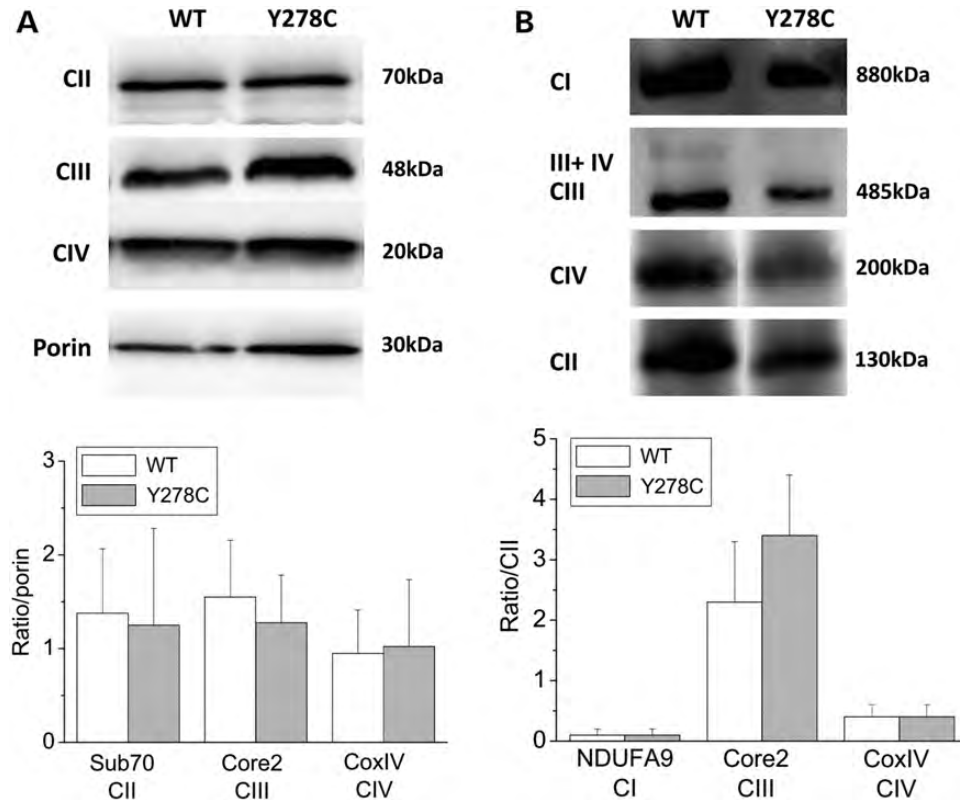 A
WT Y278C
CII 70kDa
CIII 48kDa
CIV 20kDa
Porin 30kDa
3
2
1
0
Ratio/porin
WT
Y278C
Sub70 Core2 CoxIV
CII CIII CIV
B
WT Y278C
CI 880kDa
III+ IV
CIII 485kDa
CIV 200kDa
CII 130kDa
5
4
3
2
1
0
Ratio/CII
WT
Y278C
NDUFA9 Core2 CoxIV
CI CIII CIV